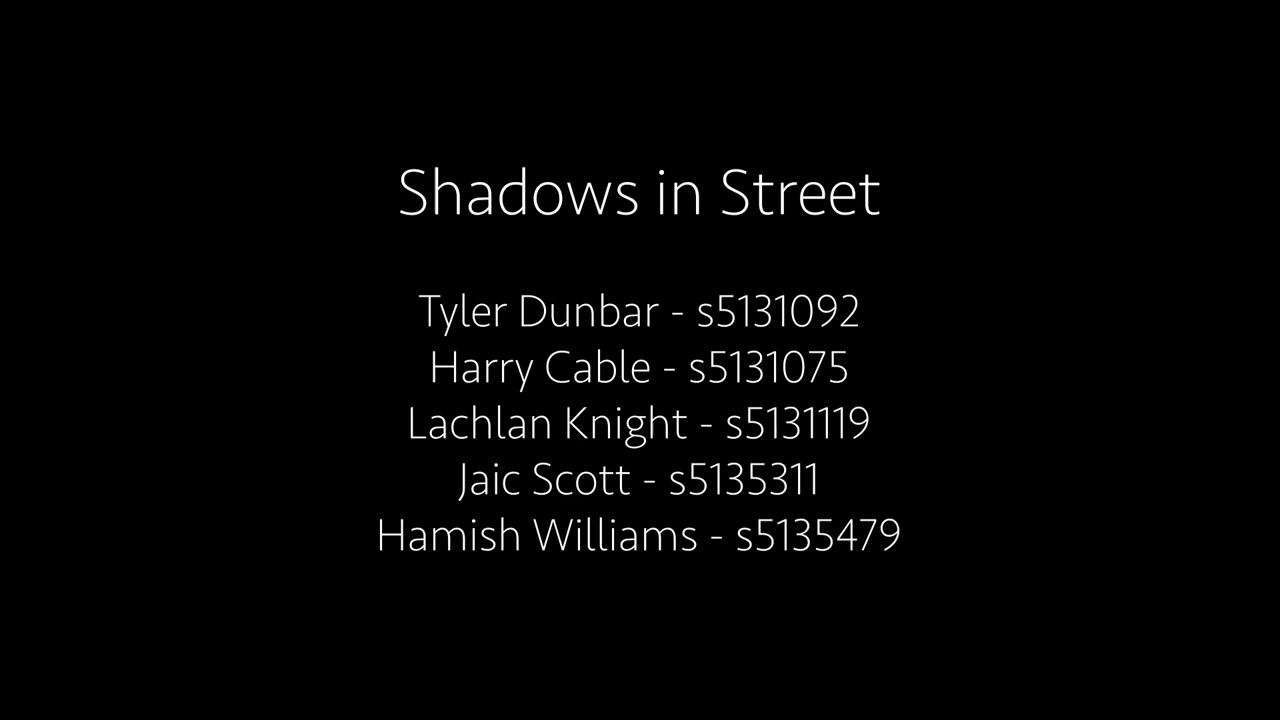 Shadows in Street
Tyler Dunbar - s5131092
Harry Cable - s5131075
Lachlan Knight - s5131119
Jaic Scott - s5135311
Hamish Williams - s5135479